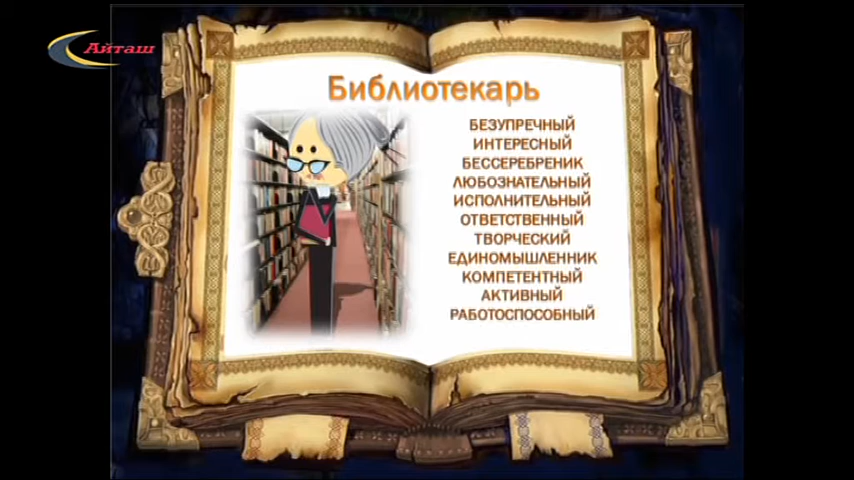 Айташ
Библиотекарь
БЕЗУПРЕЧНЫЙ
ИНТЕРЕСНЫЙ
БЕССЕРЕБРЕНИК
ЛЮБОЗНАТЕЛЬНЫЙ
ИСПОЛНИТЕЛЬНЫЙ
ОТВЕТСТВЕННЫЙ
ТВОРЧЕСКИЙ
ЕДИНОМЫШЛЕННИК
КОМПЕТЕНТНЫЙ
АКТИВНЫЙ
РАБОТОСПОСОБНЫЙ